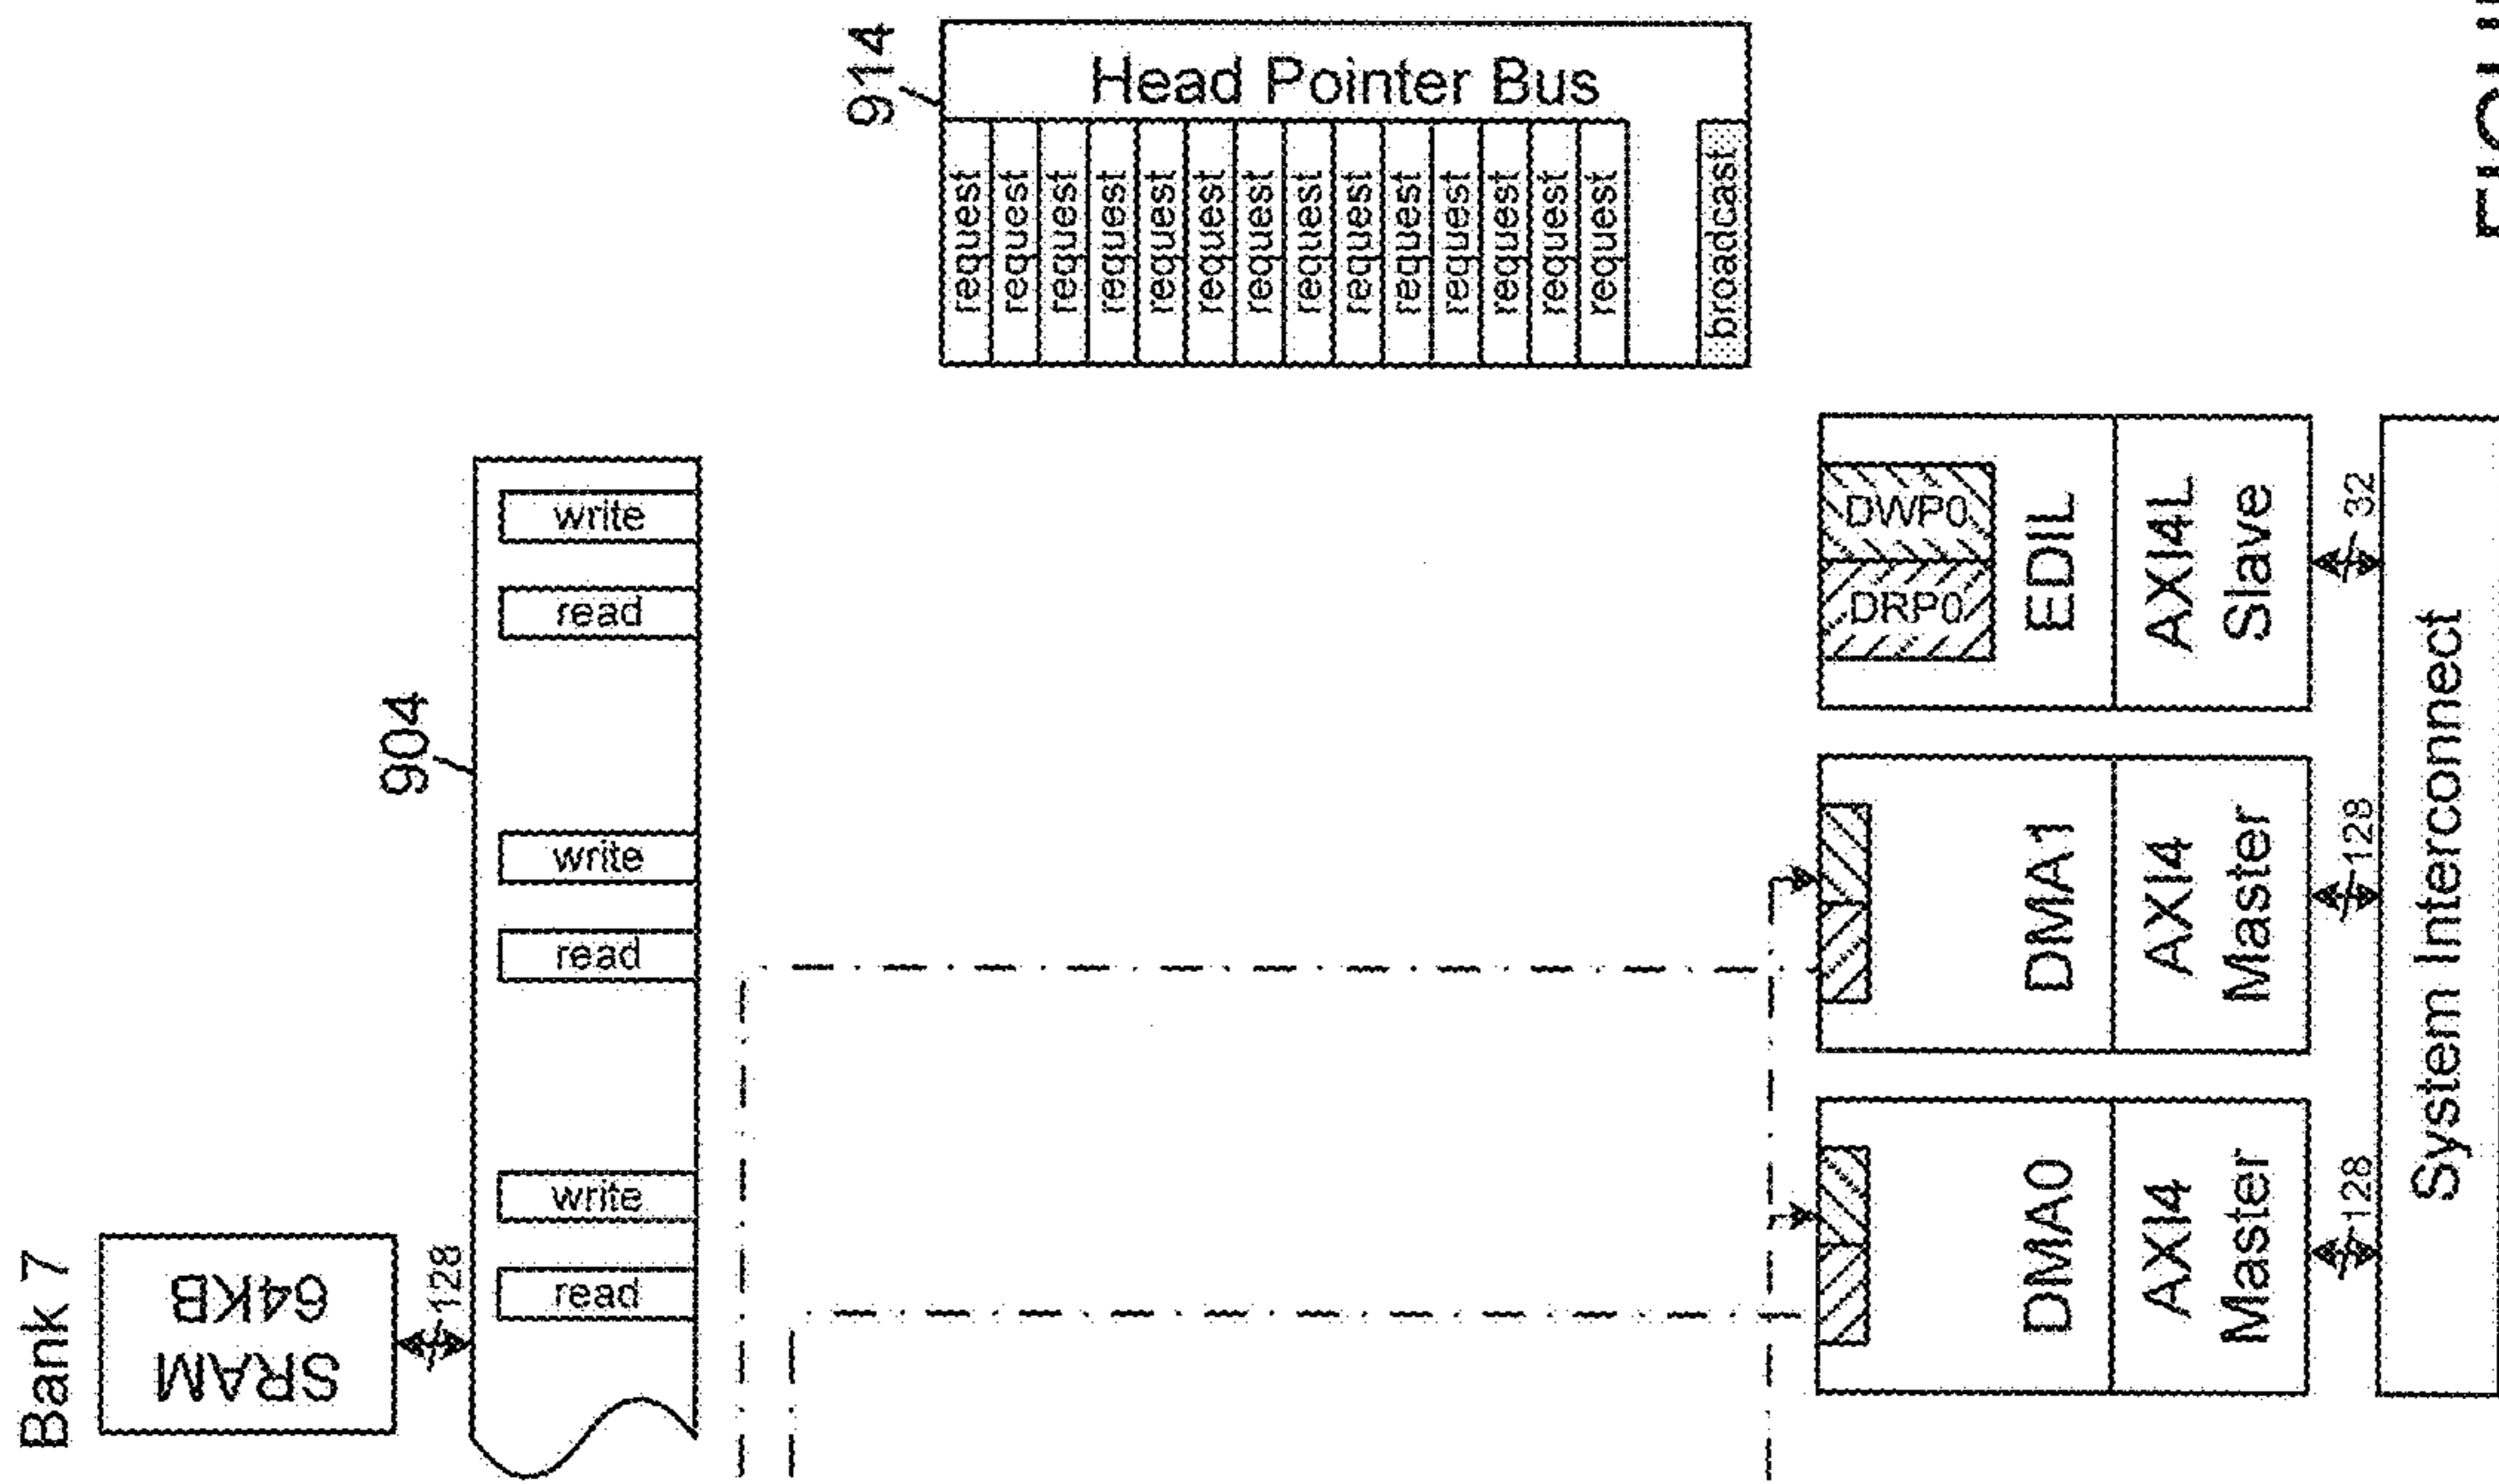 Bank 7
SRAM
64KB
128
904
read
write
read
write
read
write
914
Head Pointer Bus
request
request
request
request
request
request
request
request
request
request
request
request
request
request
broadcast
DMA0
AXI4
Master
128
DMA1
AXI4
Master
128
DRP0
DWP0
EDIL
AXI4L
Slave
32
System Interconnect